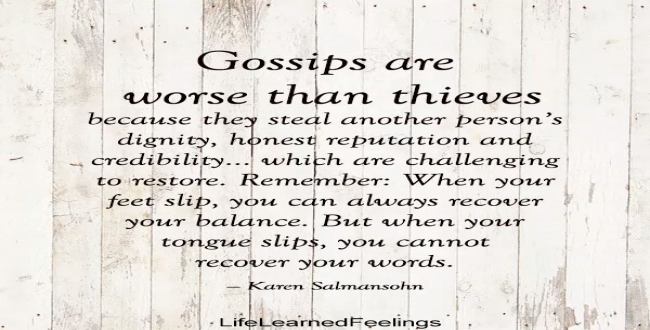 Gossips are
worse than thieves
because they steal another person's
dignity, honest reputation and
credibility... which are challenging
to restore. Remember: When your
feet slip, you can always recover
your balance. But when your
tongue slips, you cannot
recover your words.
— Karen Salmansohn
LifeLearnedFeelings